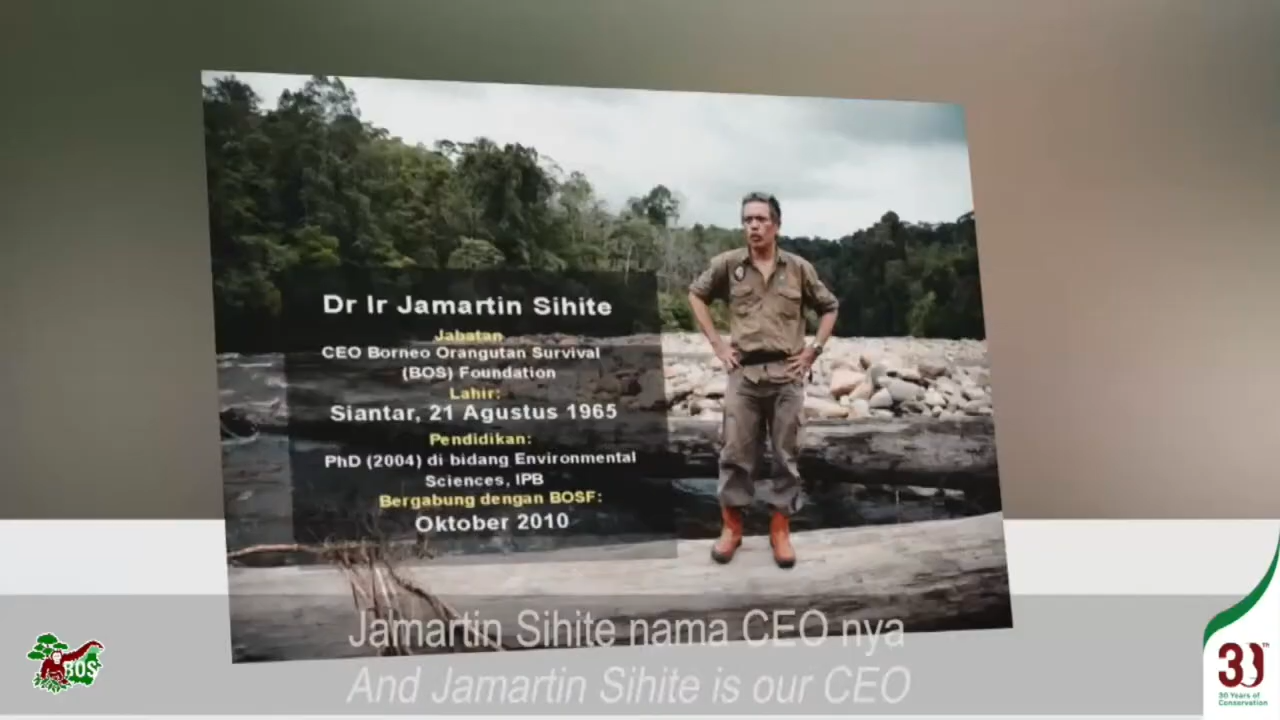 Dr Ir Jamartin Sihite
Jabatan
CEO Borneo Orangutan Survival
(BOS) Foundation
Lahir:
Siantar, 21 Agustus 1965
Pendidikan:
PhD (2004) di bidang Environmental
Sciences, IPB
Bergabung dengan BOSF:
Oktober 2010
Jamartin Sihite nama CEO nya
And Jamartin Sihite is our CEO
BOS
30TH
30 Years of
Conservation